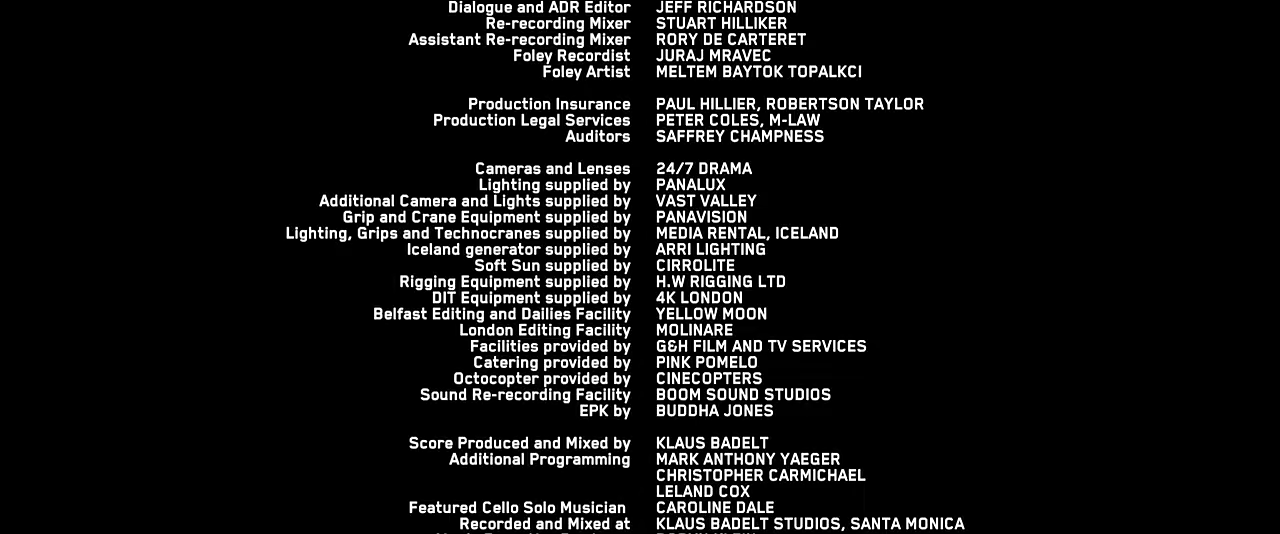 Dialogue and ADR Editor JEFF RICHARDSON
Re-recording Mixer STUART HILLIKER
Assistant Re-recording Mixer RORY DE CARTERET
Foley Recordist JURAJ MRAVEC
Foley Artist MELTEM BAYTOK TOPALKCI
Production Insurance PAUL HILLIER, ROBERTSON TAYLOR
Production Legal Services PETER COLES, M-LAW
Auditors SAFFREY CHAMPNESS
Cameras and Lenses 24/7 DRAMA
Lighting supplied by PANALUX
Additional Camera and Lights supplied by VAST VALLEY
Grip and Crane Equipment supplied by PANAVISION
Lighting, Grips and Technocranes supplied by MEDIA RENTAL, ICELAND
Iceland generator supplied by ARRI LIGHTING
Soft Sun supplied by CIRROLITE
Rigging Equipment supplied by H.W RIGGING LTD
DIT Equipment supplied by 4K LONDON
Belfast Editing and Dailies Facility YELLOW MOON
London Editing Facility MOLINARE
Facilities provided by G&H FILM AND TV SERVICES
Catering provided by PINK POMELO
Octocopter provided by CINECOPTERS
Sound Re-recording Facility BOOM SOUND STUDIOS
EPK by BUDDHA JONES
Score Produced and Mixed by KLAUS BADELT
Additional Programming MARK ANTHONY YAEGER
CHRISTOPHER CARMICHAEL
LELAND COX
Featured Cello Solo Musician CAROLINE DALE
Recorded and Mixed at KLAUS BADELT STUDIOS, SANTA MONICA